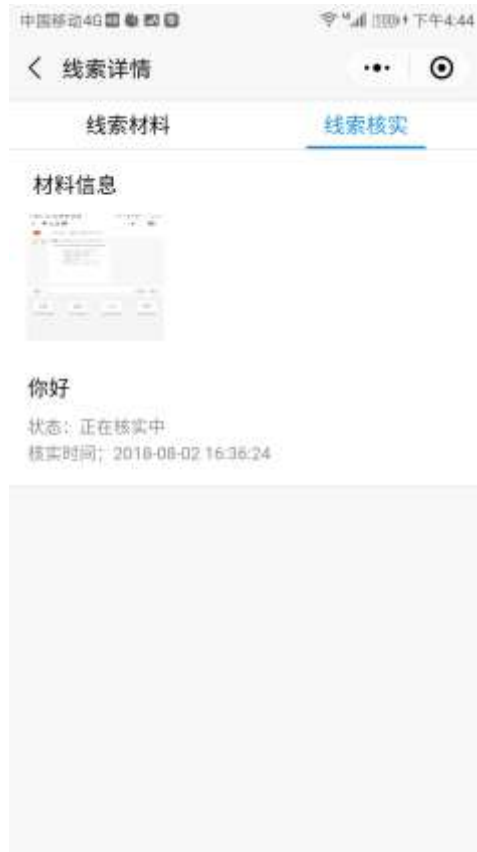 中国移动4G
下午4:44
线索详情
线索材料
线索核实
材料信息
你好
状态：正在核实中
核实时间：2018-08-02 16:36:24